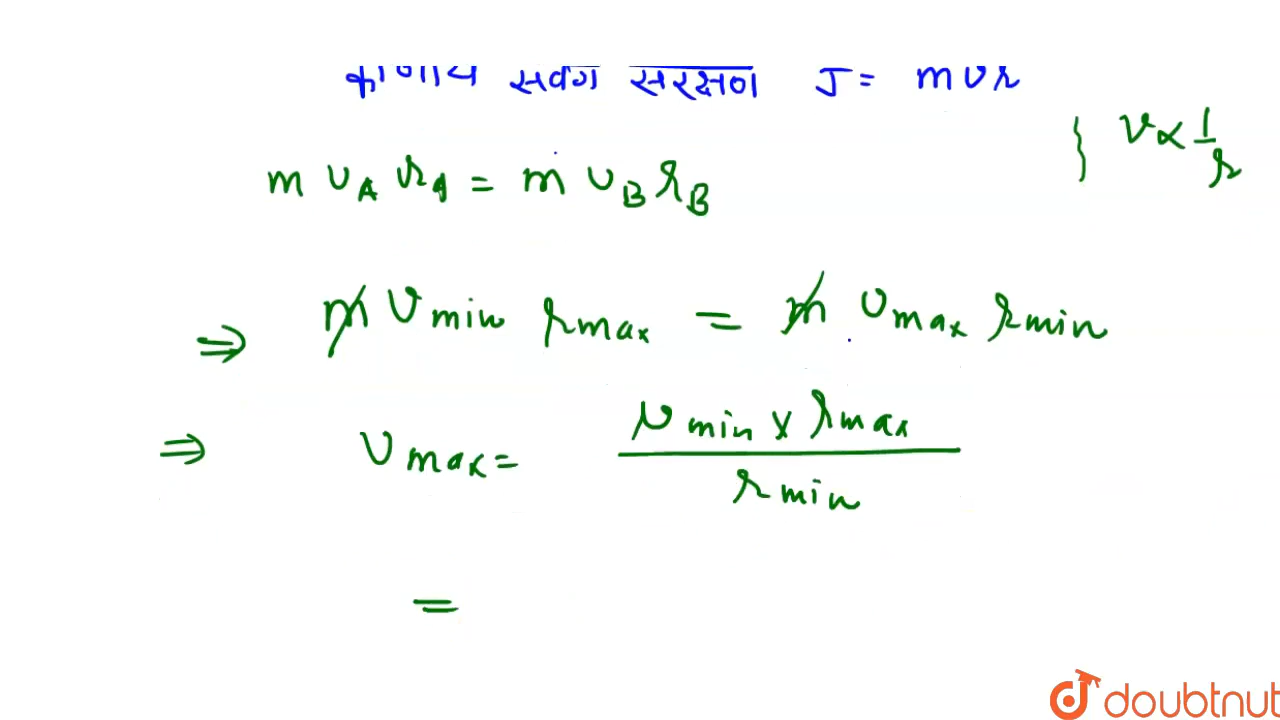 कोणीय संवेग संरक्षण J = mvr
} v ∝ 1/r
m v_A r_A = m v_B r_B
⇒ m v_min r_max = m v_max r_min
⇒ v_max = (v_min × r_max) / r_min
=
doubtnut